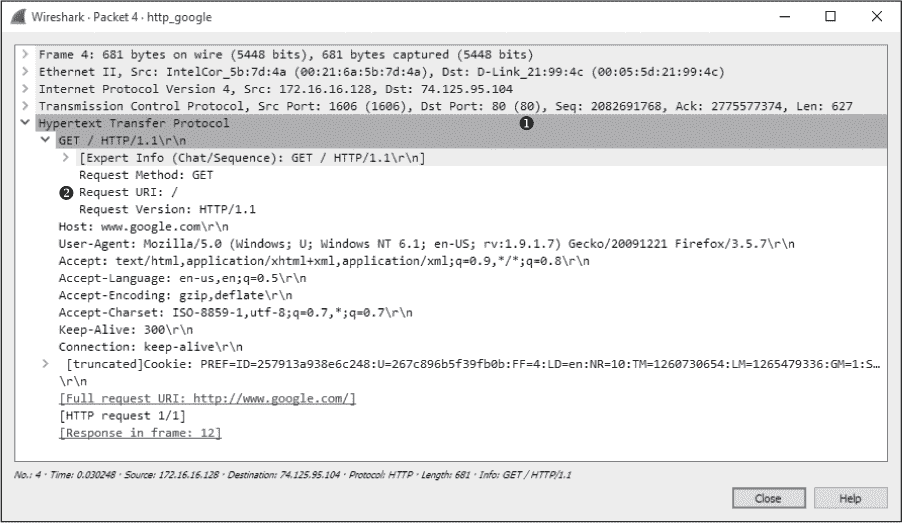 Wireshark · Packet 4 · http_google
Frame 4: 681 bytes on wire (5448 bits), 681 bytes captured (5448 bits)
Ethernet II, Src: IntelCor_5b:7d:4a (00:21:6a:5b:7d:4a), Dst: D-Link_21:99:4c (00:05:5d:21:99:4c)
Internet Protocol Version 4, Src: 172.16.16.128, Dst: 74.125.95.104
Transmission Control Protocol, Src Port: 1606 (1606), Dst Port: 80 (80), Seq: 2082691768, Ack: 2775577374, Len: 627
Hypertext Transfer Protocol ❶
GET / HTTP/1.1\r\n
[Expert Info (Chat/Sequence): GET / HTTP/1.1\r\n]
Request Method: GET
❷ Request URI: /
Request Version: HTTP/1.1
Host: www.google.com\r\n
User-Agent: Mozilla/5.0 (Windows; U; Windows NT 6.1; en-US; rv:1.9.1.7) Gecko/20091221 Firefox/3.5.7\r\n
Accept: text/html,application/xhtml+xml,application/xml;q=0.9,*/*;q=0.8\r\n
Accept-Language: en-us,en;q=0.5\r\n
Accept-Encoding: gzip,deflate\r\n
Accept-Charset: ISO-8859-1,utf-8;q=0.7,*;q=0.7\r\n
Keep-Alive: 300\r\n
Connection: keep-alive\r\n
[truncated]Cookie: PREF=ID=257913a938e6c248:U=267c896b5f39fb0b:FF=4:LD=en:NR=10:TM=1260730654:LM=1265479336:GM=1:S…
\r\n
[Full request URI: http://www.google.com/]
[HTTP request 1/1]
[Response in frame: 12]
No.: 4 · Time: 0.030248 · Source: 172.16.16.128 · Destination: 74.125.95.104 · Protocol: HTTP · Length: 681 · Info: GET / HTTP/1.1
Close Help